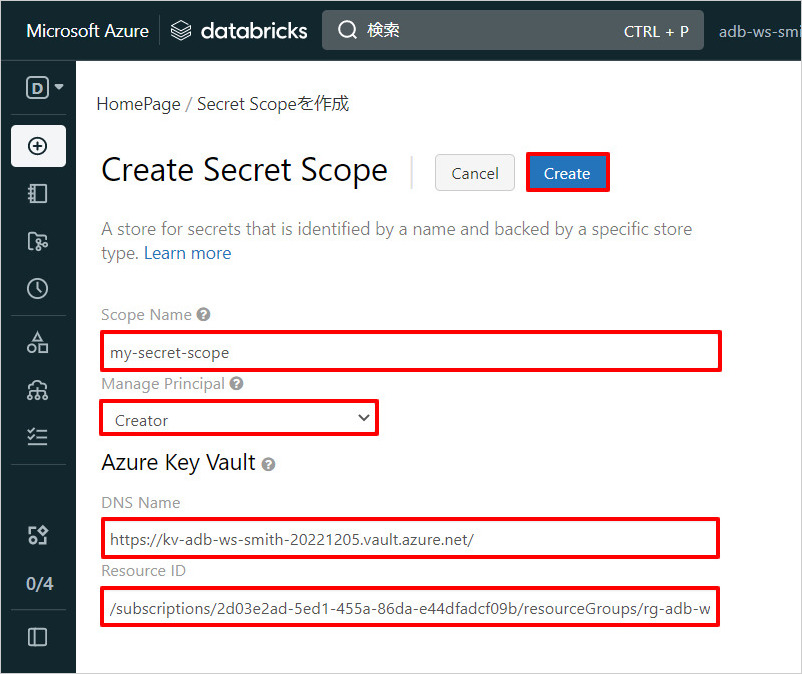 Microsoft Azure databricks 検索 CTRL + P adb-ws-smi
D
HomePage / Secret Scopeを作成
Create Secret Scope Cancel Create
A store for secrets that is identified by a name and backed by a specific store
type. Learn more
Scope Name ?
my-secret-scope
Manage Principal ?
Creator
Azure Key Vault ?
DNS Name
https://kv-adb-ws-smith-20221205.vault.azure.net/
Resource ID
/subscriptions/2d03e2ad-5ed1-455a-86da-e44dfadcf09b/resourceGroups/rg-adb-w
0/4